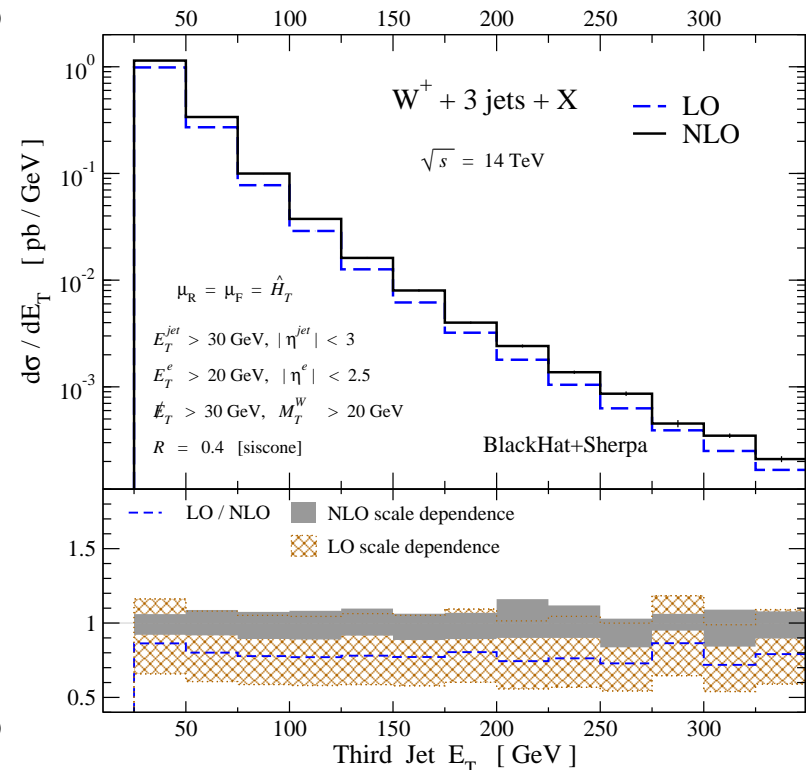 50 100 150 200 250 300
10^0
10^-1
10^-2
10^-3
dσ / dE_T [ pb / GeV ]
W^+ + 3 jets + X
√s = 14 TeV
LO
NLO
μ_R = μ_F = Ĥ_T
E_T^jet > 30 GeV, | η^jet | < 3
E_T^e > 20 GeV, | η^e | < 2.5
E̸_T > 30 GeV, M_T^W > 20 GeV
R = 0.4 [siscone]
BlackHat+Sherpa
LO / NLO
NLO scale dependence
LO scale dependence
1.5
1
0.5
50 100 150 200 250 300
Third Jet E_T [ GeV ]